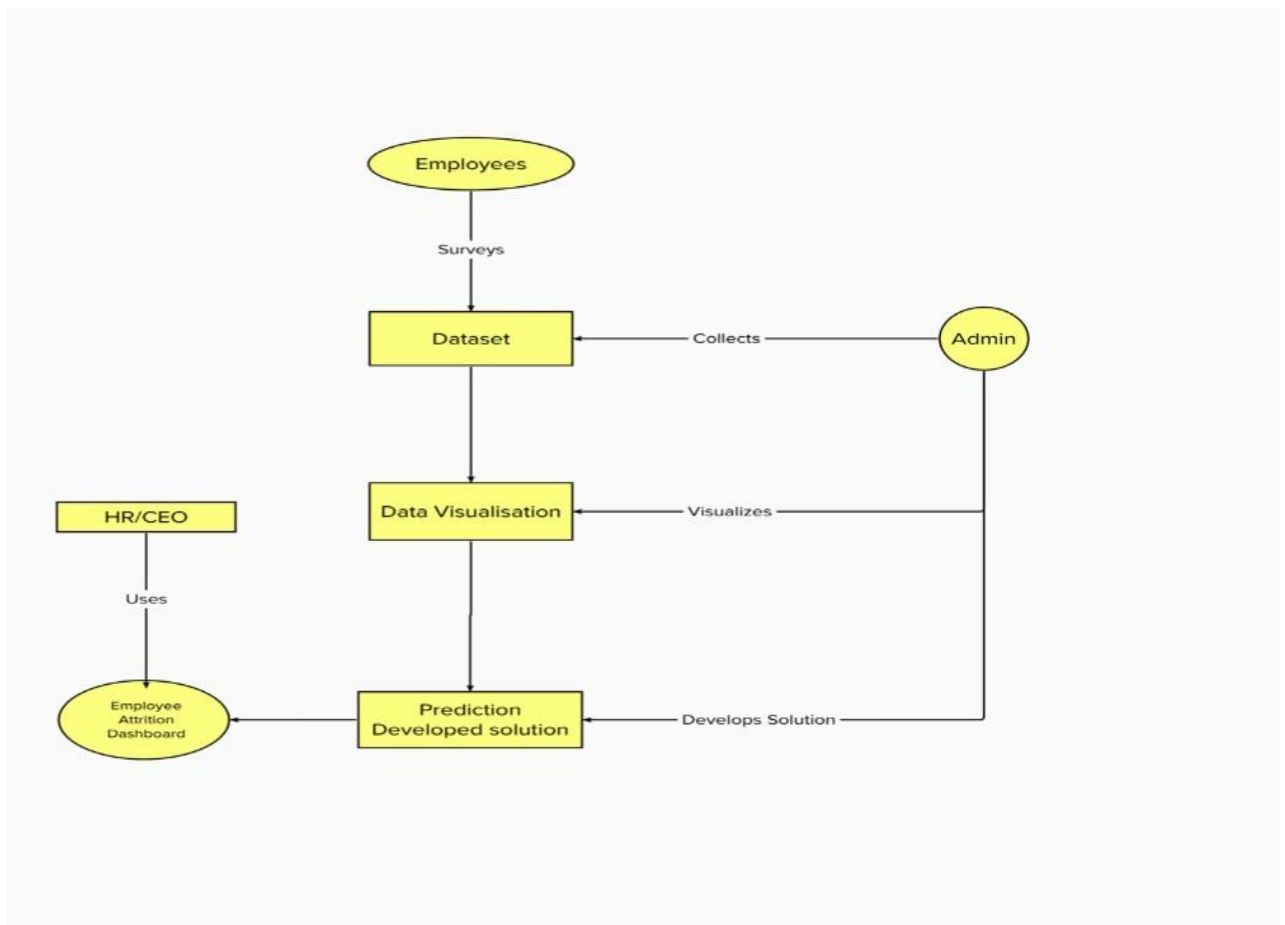 Employees
Surveys
Dataset
Collects
Admin
HR/CEO
Data Visualisation
Visualizes
Uses
Employee
Attrition
Dashboard
Prediction
Developed solution
Develops Solution